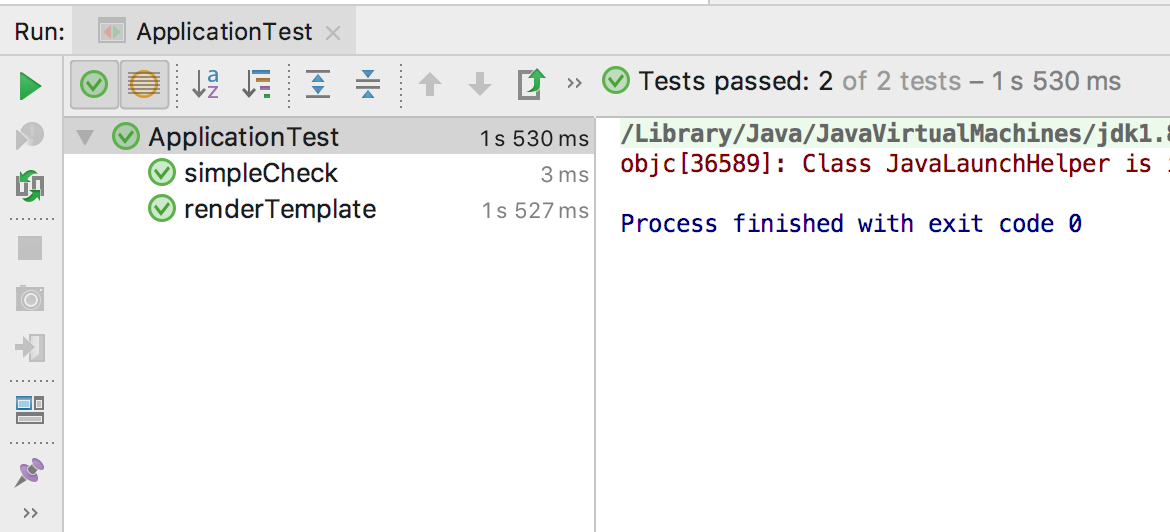 Run: ApplicationTest
Tests passed: 2 of 2 tests – 1 s 530 ms
ApplicationTest 1 s 530 ms
simpleCheck 3 ms
renderTemplate 1 s 527 ms
/Library/Java/JavaVirtualMachines/jdk1.8
objc[36589]: Class JavaLaunchHelper is
Process finished with exit code 0